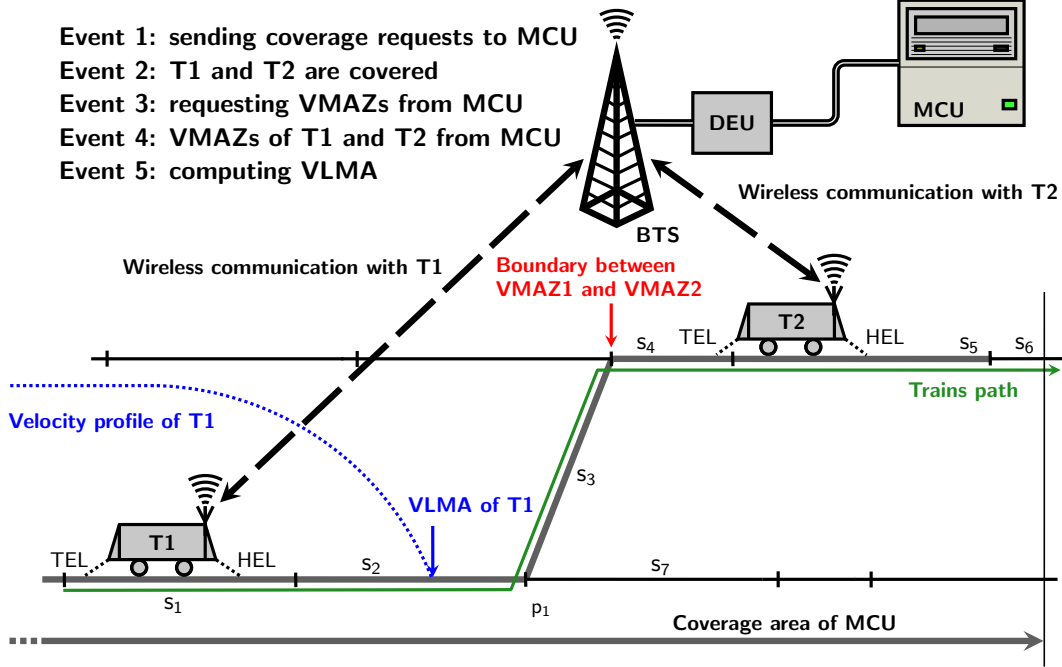 Event 1: sending coverage requests to MCU
Event 2: T1 and T2 are covered
Event 3: requesting VMAZs from MCU
Event 4: VMAZs of T1 and T2 from MCU
Event 5: computing VLMA
DEU
MCU
Wireless communication with T2
BTS
Wireless communication with T1
Boundary between
VMAZ1 and VMAZ2
T2
TEL
HEL
s4
s5
s6
Trains path
Velocity profile of T1
s3
VLMA of T1
T1
TEL
HEL
s2
s7
s1
p1
Coverage area of MCU